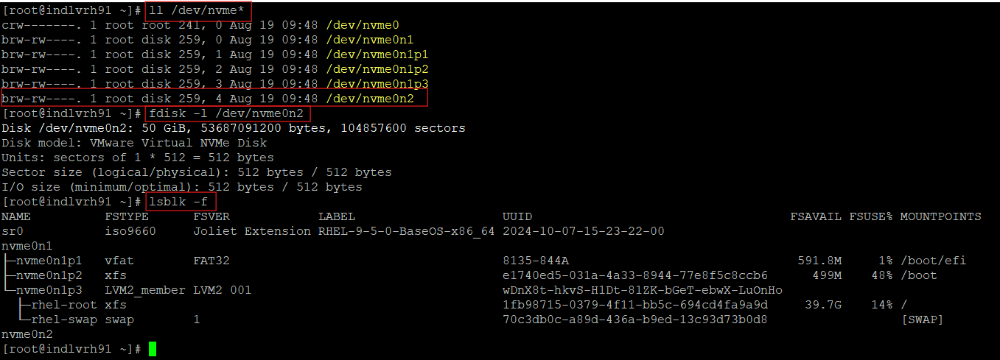 [root@indlvrh91 ~]# ll /dev/nvme*
crw-------. 1 root root 241, 0 Aug 19 09:48 /dev/nvme0
brw-rw----. 1 root disk 259, 0 Aug 19 09:48 /dev/nvme0n1
brw-rw----. 1 root disk 259, 1 Aug 19 09:48 /dev/nvme0n1p1
brw-rw----. 1 root disk 259, 2 Aug 19 09:48 /dev/nvme0n1p2
brw-rw----. 1 root disk 259, 3 Aug 19 09:48 /dev/nvme0n1p3
brw-rw----. 1 root disk 259, 4 Aug 19 09:48 /dev/nvme0n2
[root@indlvrh91 ~]# fdisk -l /dev/nvme0n2
Disk /dev/nvme0n2: 50 GiB, 53687091200 bytes, 104857600 sectors
Disk model: VMware Virtual NVMe Disk
Units: sectors of 1 * 512 = 512 bytes
Sector size (logical/physical): 512 bytes / 512 bytes
I/O size (minimum/optimal): 512 bytes / 512 bytes
[root@indlvrh91 ~]# lsblk -f
NAME          FSTYPE      FSVER            LABEL                    UUID                                   FSAVAIL FSUSE% MOUNTPOINTS
sr0           iso9660     Joliet Extension RHEL-9-5-0-BaseOS-x86_64 2024-10-07-15-23-22-00
nvme0n1
├─nvme0n1p1   vfat        FAT32                                     8135-844A                               591.8M     1% /boot/efi
├─nvme0n1p2   xfs                                                   e1740ed5-031a-4a33-8944-77e8f5c8ccb6      499M    48% /boot
└─nvme0n1p3   LVM2_member LVM2 001                                  wDnX8t-hkvS-H1Dt-81ZK-bGeT-ebwX-LuOnHo
  ├─rhel-root xfs                                                   1fb98715-0379-4f11-bb5c-694cd4fa9a9d     39.7G    14% /
  └─rhel-swap swap        1                                         70c3db0c-a89d-436a-b9ed-13c93d73b0d8                  [SWAP]
nvme0n2
[root@indlvrh91 ~]#